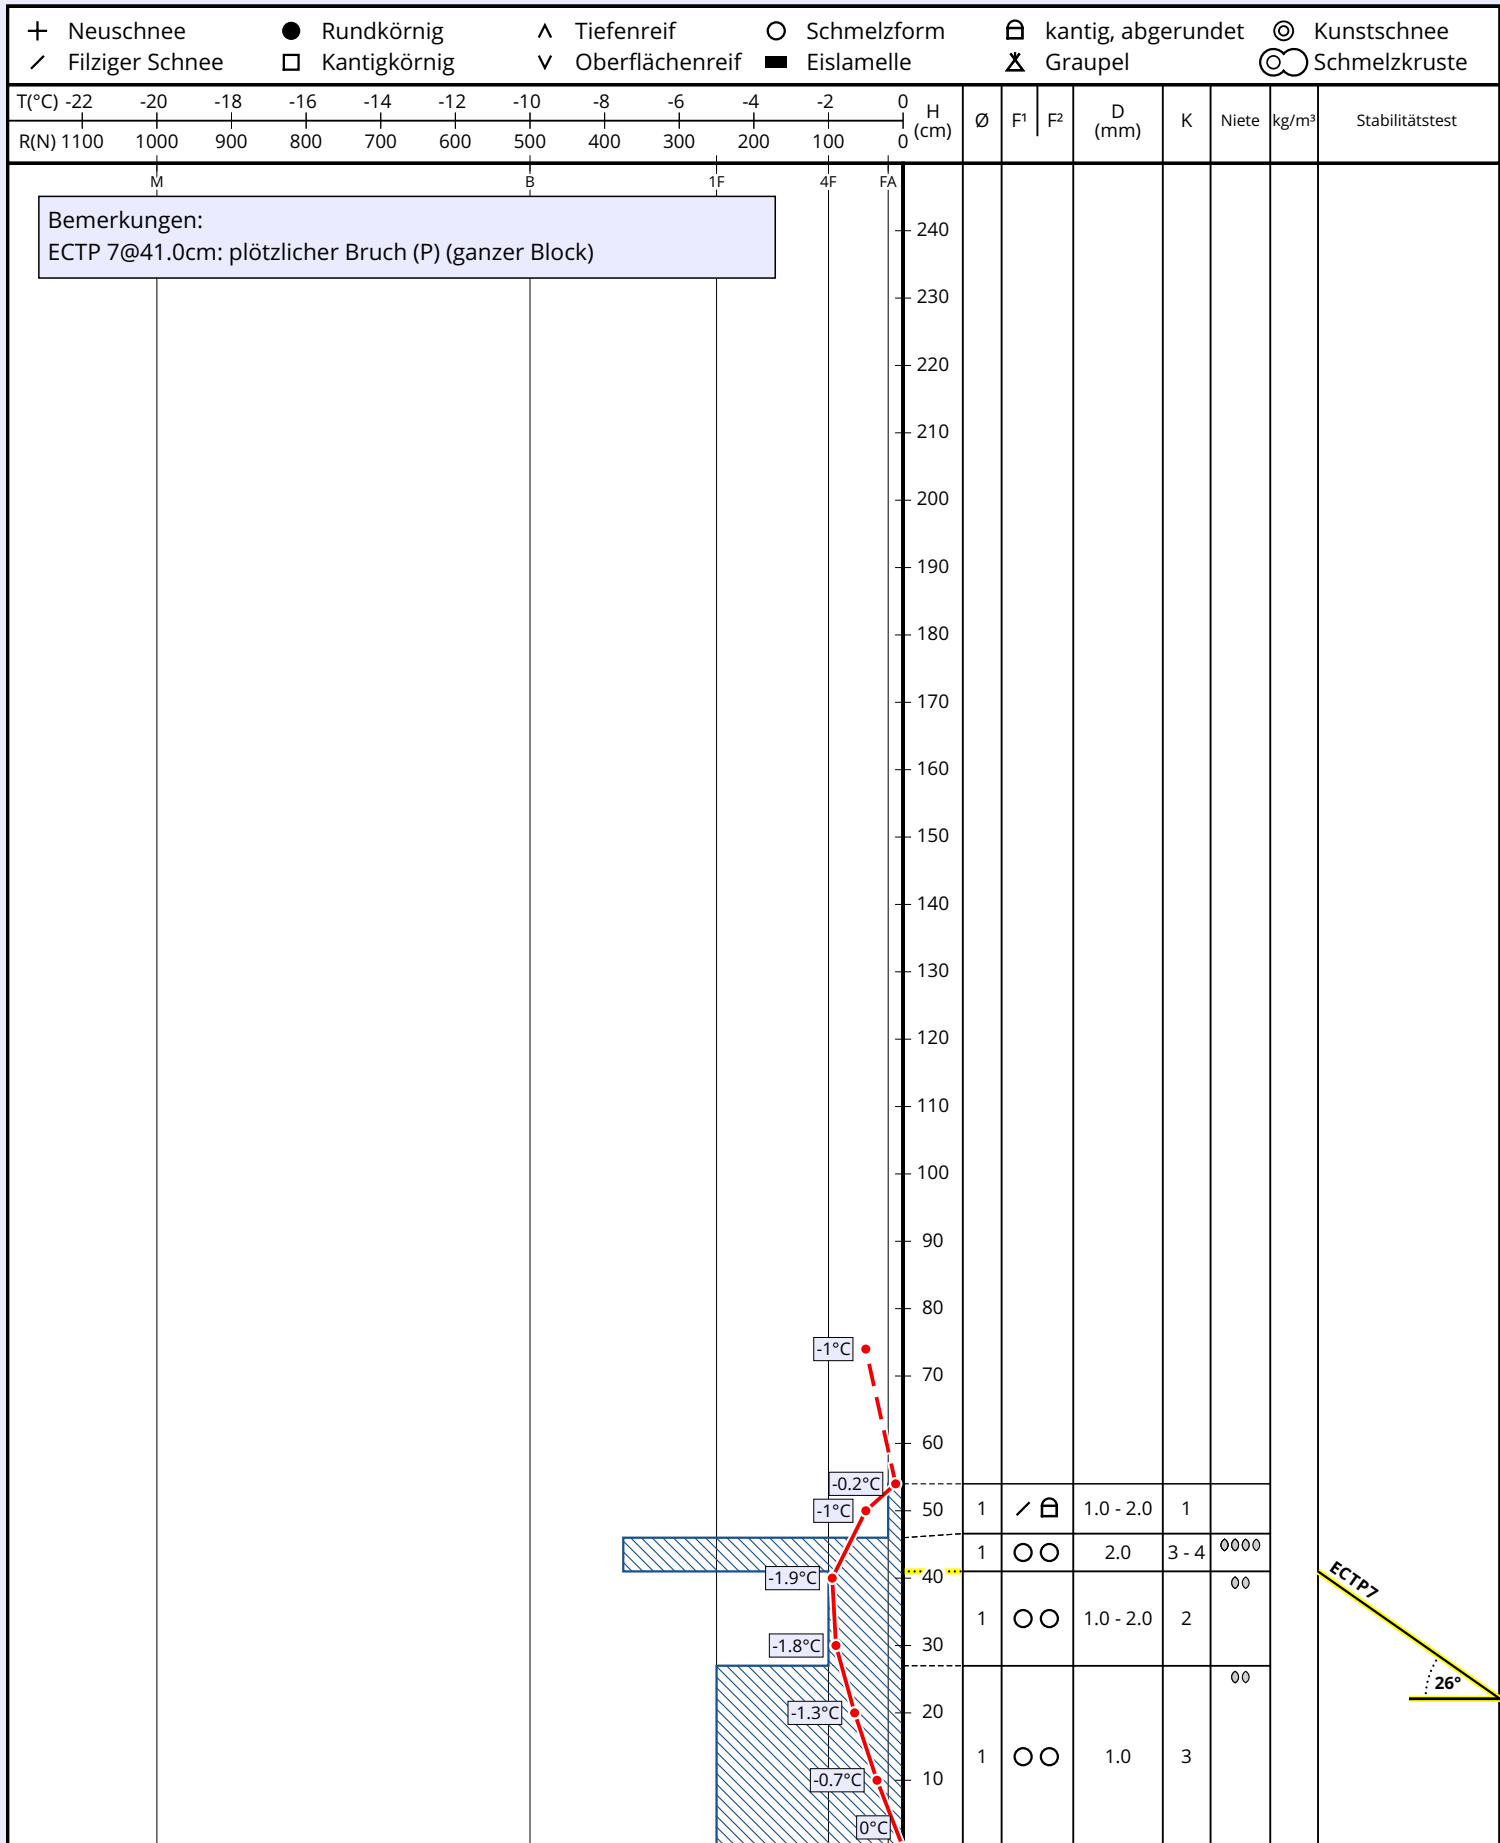 Neuschnee Rundkörnig Tiefenreif Schmelzform kantig, abgerundet Kunstschnee
Filziger Schnee Kantigkörnig Oberflächenreif Eislamelle Graupel Schmelzkruste
T(°C) -22 -20 -18 -16 -14 -12 -10 -8 -6 -4 -2 0
R(N) 1100 1000 900 800 700 600 500 400 300 200 100 0
H (cm) Ø F¹ F² D (mm) K Niete kg/m³ Stabilitätstest
M B 1F 4F FA
Bemerkungen:
ECTP 7@41.0cm: plötzlicher Bruch (P) (ganzer Block)
240
230
220
210
200
190
180
170
160
150
140
130
120
110
100
90
80
-1°C
70
60
-0.2°C
-1°C 50 1 1.0 - 2.0 1
1 2.0 3 - 4
-1.9°C 40
ECTP7
1 1.0 - 2.0 2
-1.8°C 30
26°
-1.3°C 20
1 1.0 3
-0.7°C 10
0°C